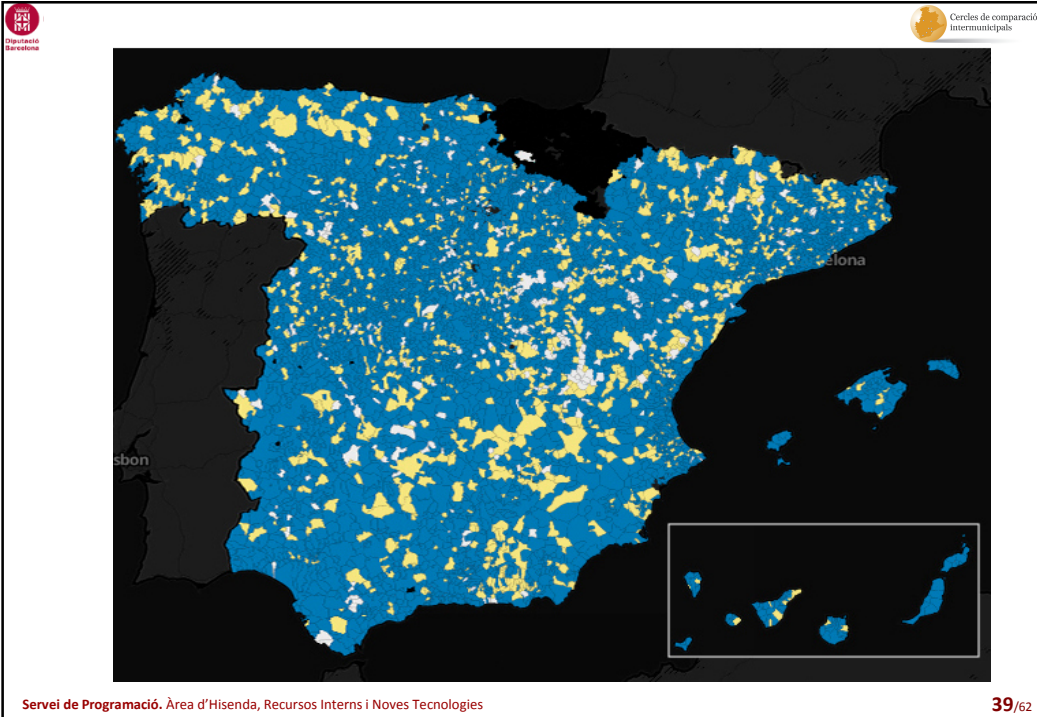 Diputació
Barcelona
Cercles de comparació
intermunicipals
elona
sbon
Servei de Programació. Àrea d'Hisenda, Recursos Interns i Noves Tecnologies
39/62